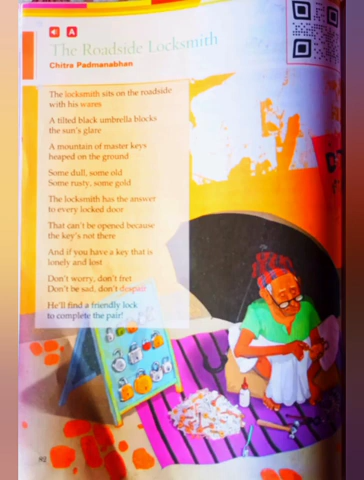 A
The Roadside Locksmith
Chitra Padmanabhan
The locksmith sits on the roadside
with his wares
A tilted black umbrella blocks
the sun's glare
A mountain of master keys
heaped on the ground
Some dull, some old
Some rusty, some gold
The locksmith has the answer
to every locked door
That can't be opened because
the key's not there
And if you have a key that is
lonely and lost
Don't worry, don't fret
Don't be sad, don't despair
He'll find a friendly lock
to complete the pair!